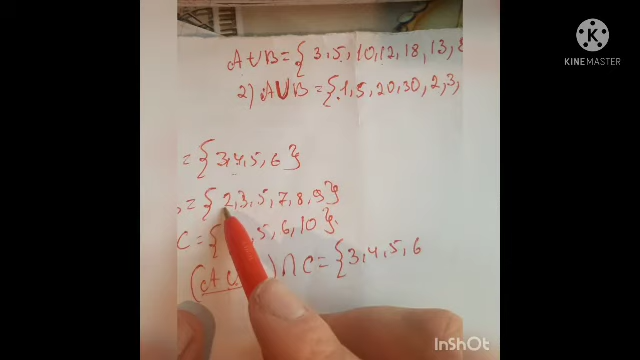 KINEMASTER
A∪B={3,5,10,12,18,13,8
2) A∪B={1,5,20,30,2,3,
={3,4,5,6}
={2,3,5,7,8,9}
C={ ,5,6,10}.
(A ∩ C={3,4,5,6
InShOt